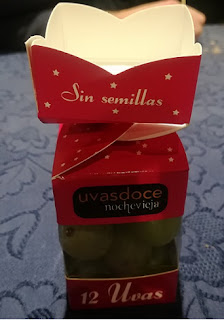 Sin semillas
uvasdoce
nochevieja
12 Uvas